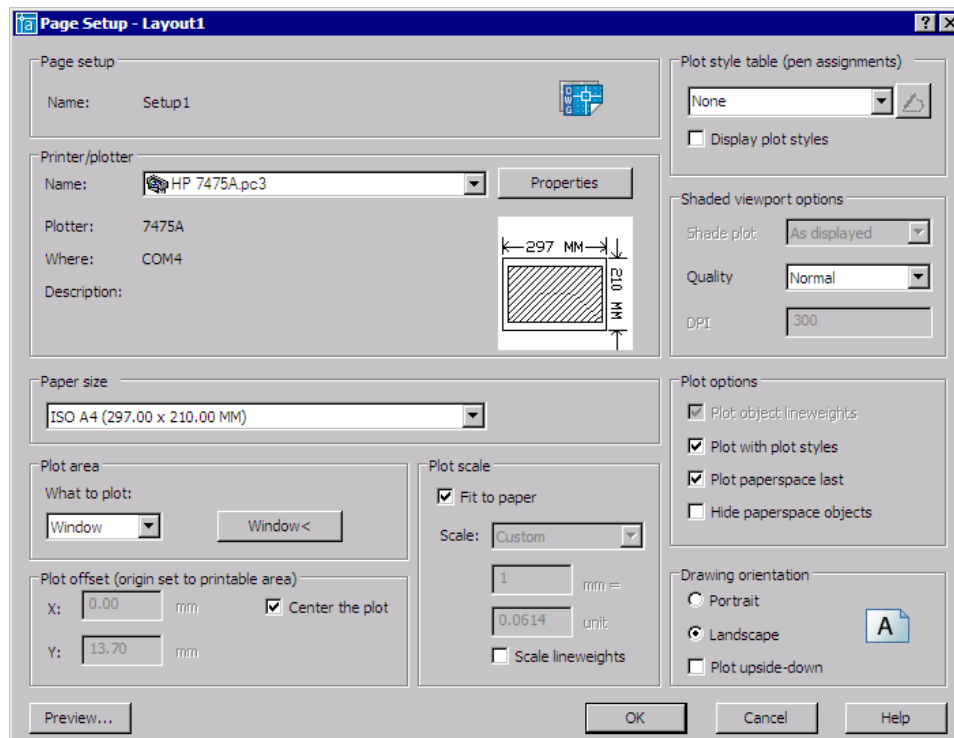 Page Setup - Layout1
Page setup
Name: Setup1
DWG
Printer/plotter
Name: HP 7475A.pc3 Properties
Plotter: 7475A
Where: COM4
Description:
297 MM
210 MM
Paper size
ISO A4 (297.00 x 210.00 MM)
Plot area
What to plot:
Window Window<
Plot offset (origin set to printable area)
X: 0.00 mm Center the plot
Y: 13.70 mm
Plot scale
Fit to paper
Scale: Custom
1 mm =
0.0614 unit
Scale lineweights
Plot style table (pen assignments)
None
Display plot styles
Shaded viewport options
Shade plot As displayed
Quality Normal
DPI 300
Plot options
Plot object lineweights
Plot with plot styles
Plot paperspace last
Hide paperspace objects
Drawing orientation
Portrait
Landscape
A
Plot upside-down
Preview... OK Cancel Help